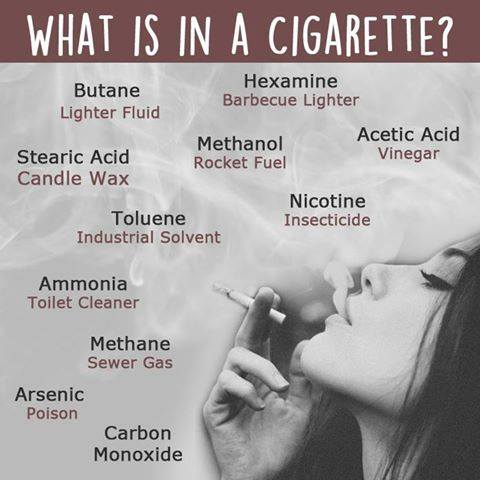 WHAT IS IN A CIGARETTE?
Butane
Lighter Fluid
Hexamine
Barbecue Lighter
Stearic Acid
Candle Wax
Methanol
Rocket Fuel
Acetic Acid
Vinegar
Toluene
Industrial Solvent
Nicotine
Insecticide
Ammonia
Toilet Cleaner
Methane
Sewer Gas
Arsenic
Poison
Carbon
Monoxide